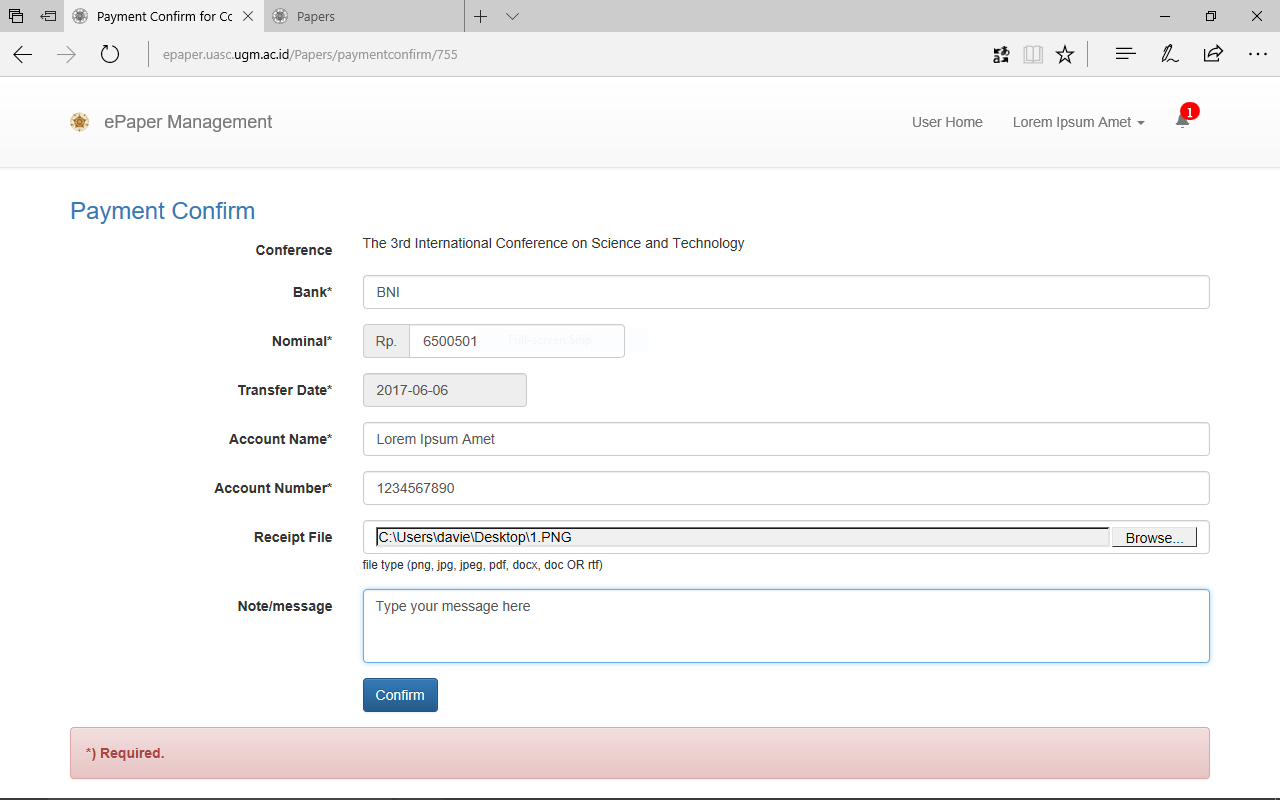 Payment Confirm for Cc
Papers
epaper.uasc.ugm.ac.id/Papers/paymentconfirm/755
ePaper Management
User Home
Lorem Ipsum Amet
1
Payment Confirm
Conference The 3rd International Conference on Science and Technology
Bank* BNI
Nominal* Rp. 6500501
Transfer Date* 2017-06-06
Account Name* Lorem Ipsum Amet
Account Number* 1234567890
Receipt File C:\Users\davie\Desktop\1.PNG Browse...
file type (png, jpg, jpeg, pdf, docx, doc OR rtf)
Note/message Type your message here
Confirm
*) Required.